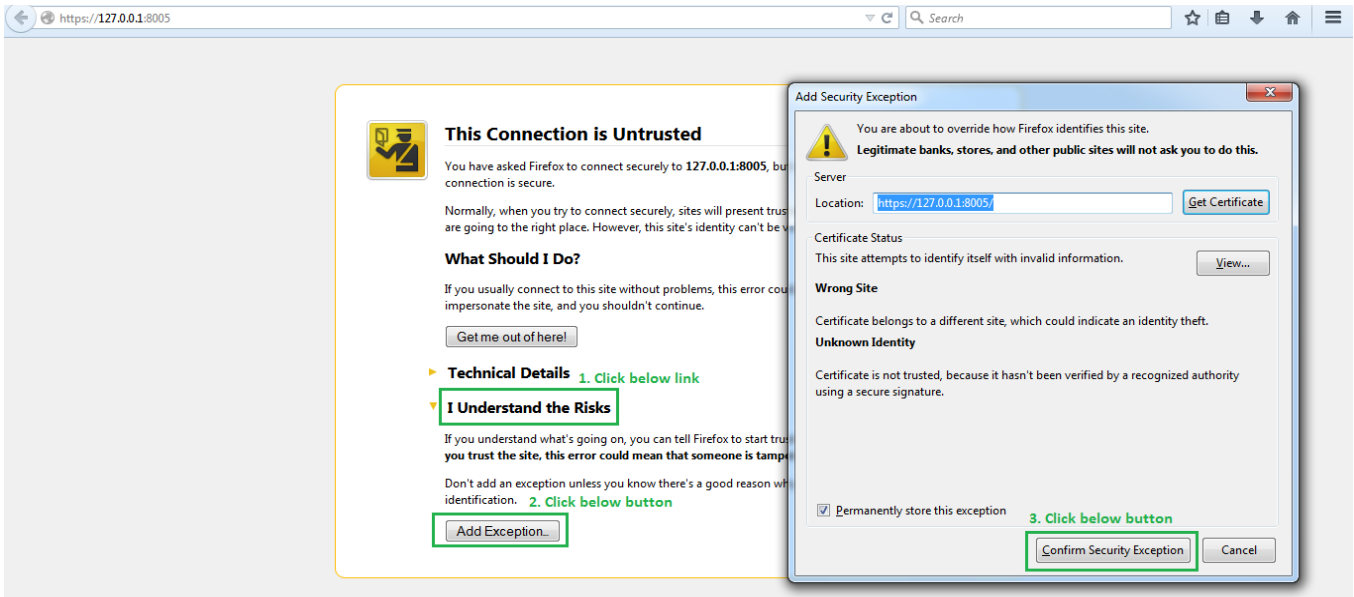 https://127.0.0.1:8005
Search
This Connection is Untrusted
You have asked Firefox to connect securely to 127.0.0.1:8005, bu
connection is secure.
Normally, when you try to connect securely, sites will present trus
are going to the right place. However, this site's identity can't be v
What Should I Do?
If you usually connect to this site without problems, this error cou
impersonate the site, and you shouldn't continue.
Get me out of here!
Technical Details
1. Click below link
I Understand the Risks
If you understand what's going on, you can tell Firefox to start trus
you trust the site, this error could mean that someone is tampe
Don't add an exception unless you know there's a good reason wh
identification.
2. Click below button
Add Exception...
Add Security Exception
You are about to override how Firefox identifies this site.
Legitimate banks, stores, and other public sites will not ask you to do this.
Server
Location:
https://127.0.0.1:8005/
Get Certificate
Certificate Status
This site attempts to identify itself with invalid information.
View...
Wrong Site
Certificate belongs to a different site, which could indicate an identity theft.
Unknown Identity
Certificate is not trusted, because it hasn't been verified by a recognized authority
using a secure signature.
Permanently store this exception
3. Click below button
Confirm Security Exception
Cancel